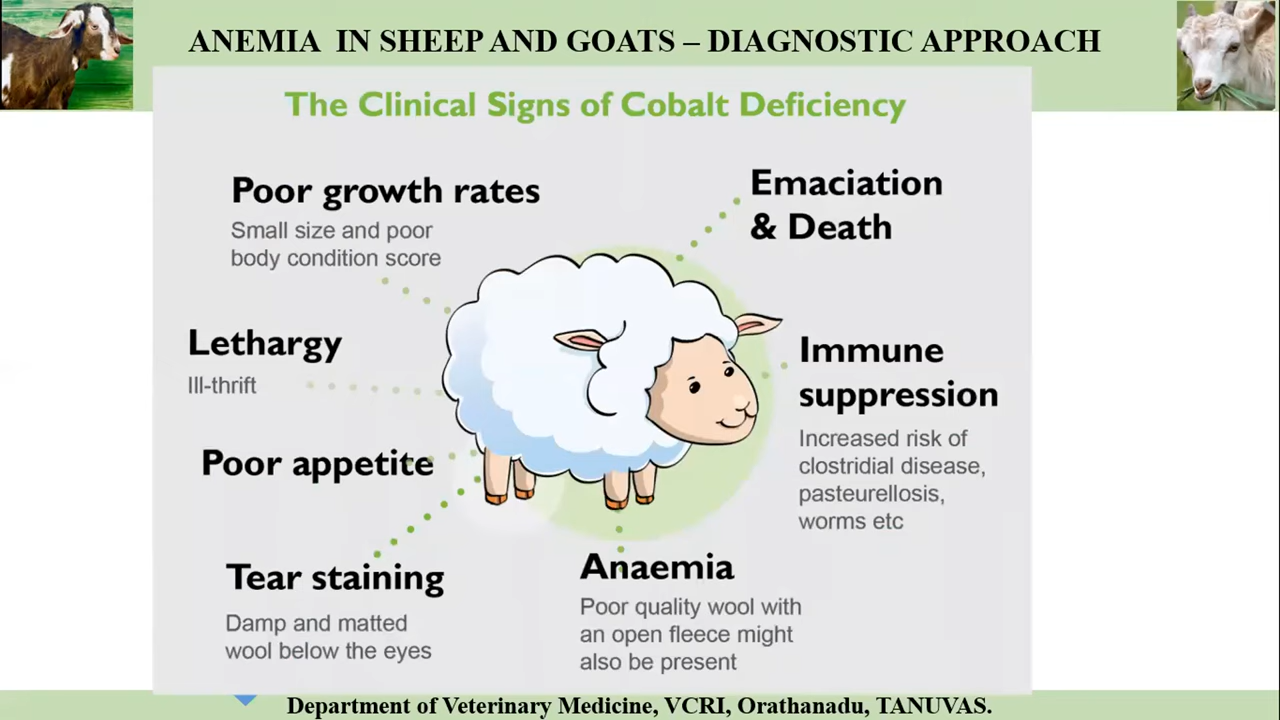 ANEMIA IN SHEEP AND GOATS – DIAGNOSTIC APPROACH
The Clinical Signs of Cobalt Deficiency
Poor growth rates
Small size and poor
body condition score
Emaciation
& Death
Lethargy
Ill-thrift
Immune
suppression
Increased risk of
clostridial disease,
pasteurellosis,
worms etc
Poor appetite
Tear staining
Damp and matted
wool below the eyes
Anaemia
Poor quality wool with
an open fleece might
also be present
Department of Veterinary Medicine, VCRI, Orathanadu, TANUVAS.